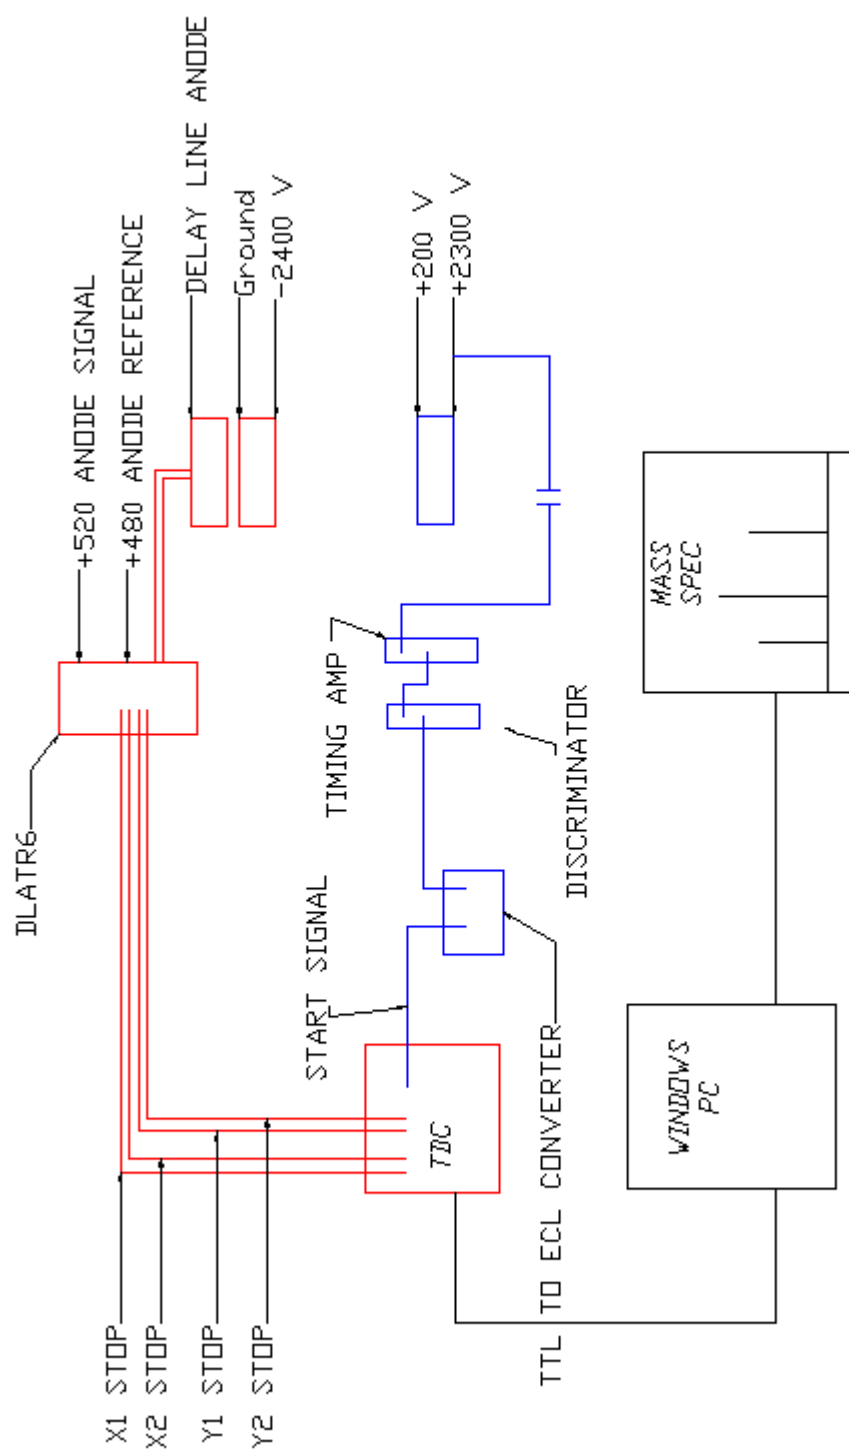 DLATR6
+520 ANODE SIGNAL
+480 ANODE REFERENCE
DELAY LINE ANODE
Ground
-2400 V
X1 STOP
X2 STOP
Y1 STOP
Y2 STOP
START SIGNAL
TIMING AMP
+200 V
+2300 V
TDC
TTL TO ECL CONVERTER
DISCRIMINATOR
MASS
SPEC
WINDOWS
PC